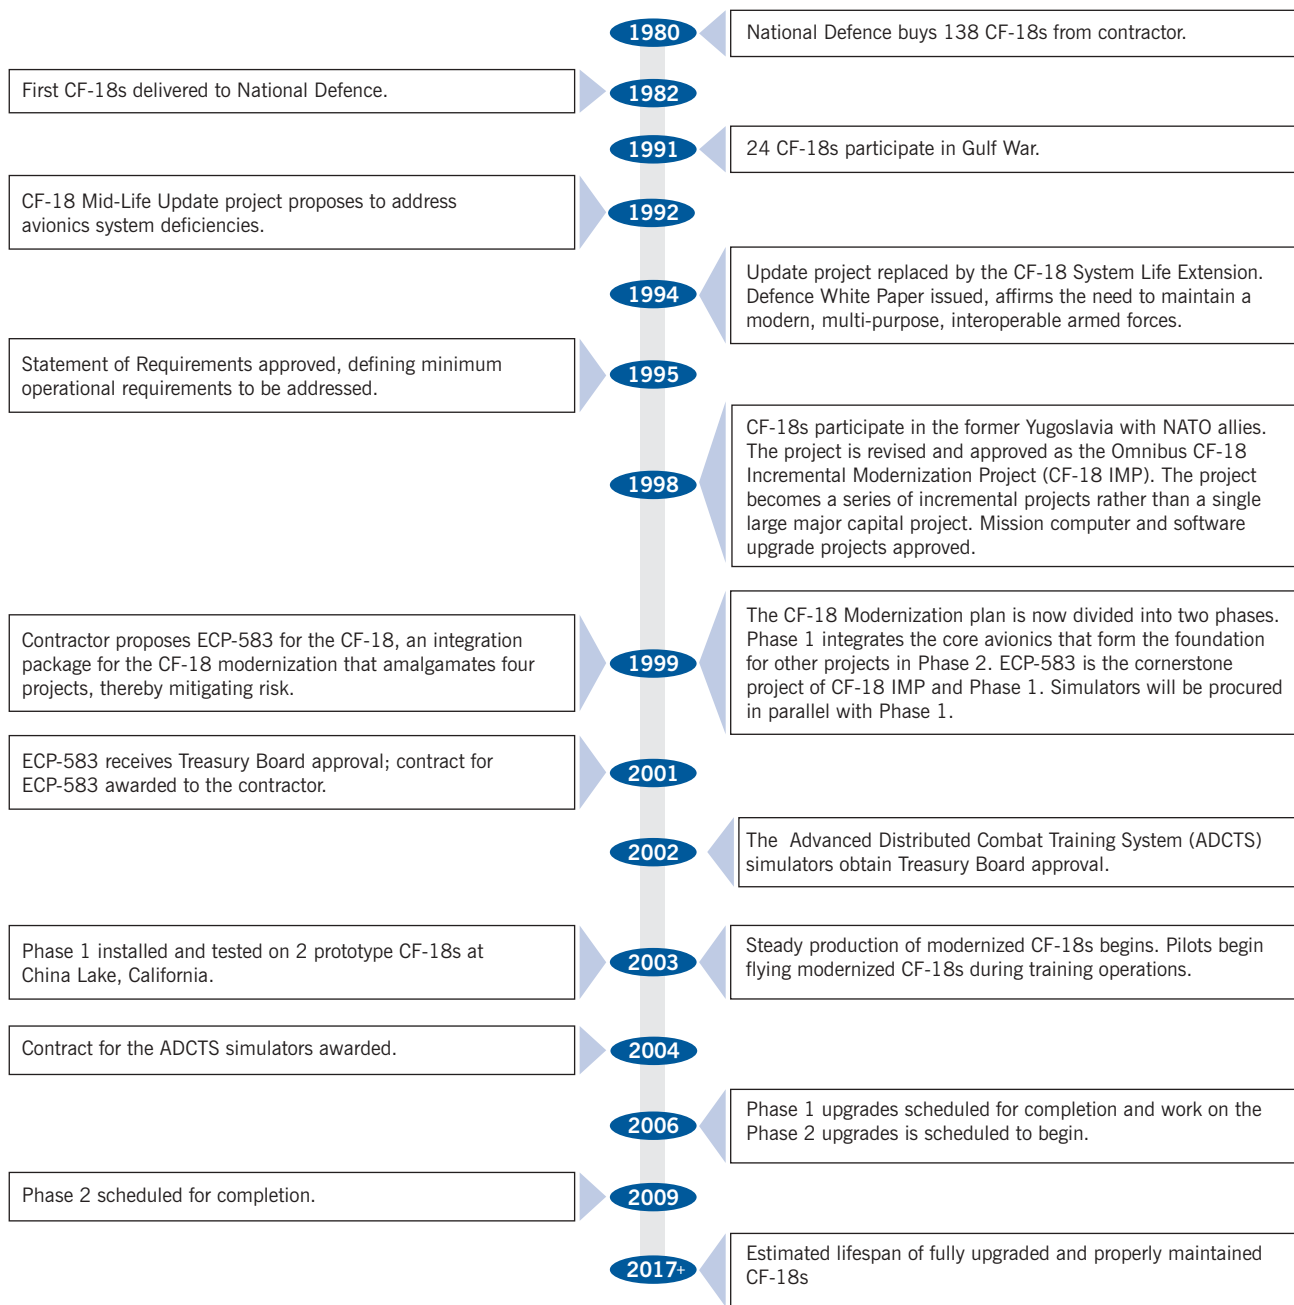 1980
National Defence buys 138 CF-18s from contractor.
First CF-18s delivered to National Defence.
1982
1991
24 CF-18s participate in Gulf War.
CF-18 Mid-Life Update project proposes to address
avionics system deficiencies.
1992
1994
Update project replaced by the CF-18 System Life Extension.
Defence White Paper issued, affirms the need to maintain a
modern, multi-purpose, interoperable armed forces.
Statement of Requirements approved, defining minimum
operational requirements to be addressed.
1995
1998
CF-18s participate in the former Yugoslavia with NATO allies.
The project is revised and approved as the Omnibus CF-18
Incremental Modernization Project (CF-18 IMP). The project
becomes a series of incremental projects rather than a single
large major capital project. Mission computer and software
upgrade projects approved.
Contractor proposes ECP-583 for the CF-18, an integration
package for the CF-18 modernization that amalgamates four
projects, thereby mitigating risk.
1999
The CF-18 Modernization plan is now divided into two phases.
Phase 1 integrates the core avionics that form the foundation
for other projects in Phase 2. ECP-583 is the cornerstone
project of CF-18 IMP and Phase 1. Simulators will be procured
in parallel with Phase 1.
ECP-583 receives Treasury Board approval; contract for
ECP-583 awarded to the contractor.
2001
2002
The Advanced Distributed Combat Training System (ADCTS)
simulators obtain Treasury Board approval.
Phase 1 installed and tested on 2 prototype CF-18s at
China Lake, California.
2003
Steady production of modernized CF-18s begins. Pilots begin
flying modernized CF-18s during training operations.
Contract for the ADCTS simulators awarded.
2004
2006
Phase 1 upgrades scheduled for completion and work on the
Phase 2 upgrades is scheduled to begin.
Phase 2 scheduled for completion.
2009
2017+
Estimated lifespan of fully upgraded and properly maintained
CF-18s